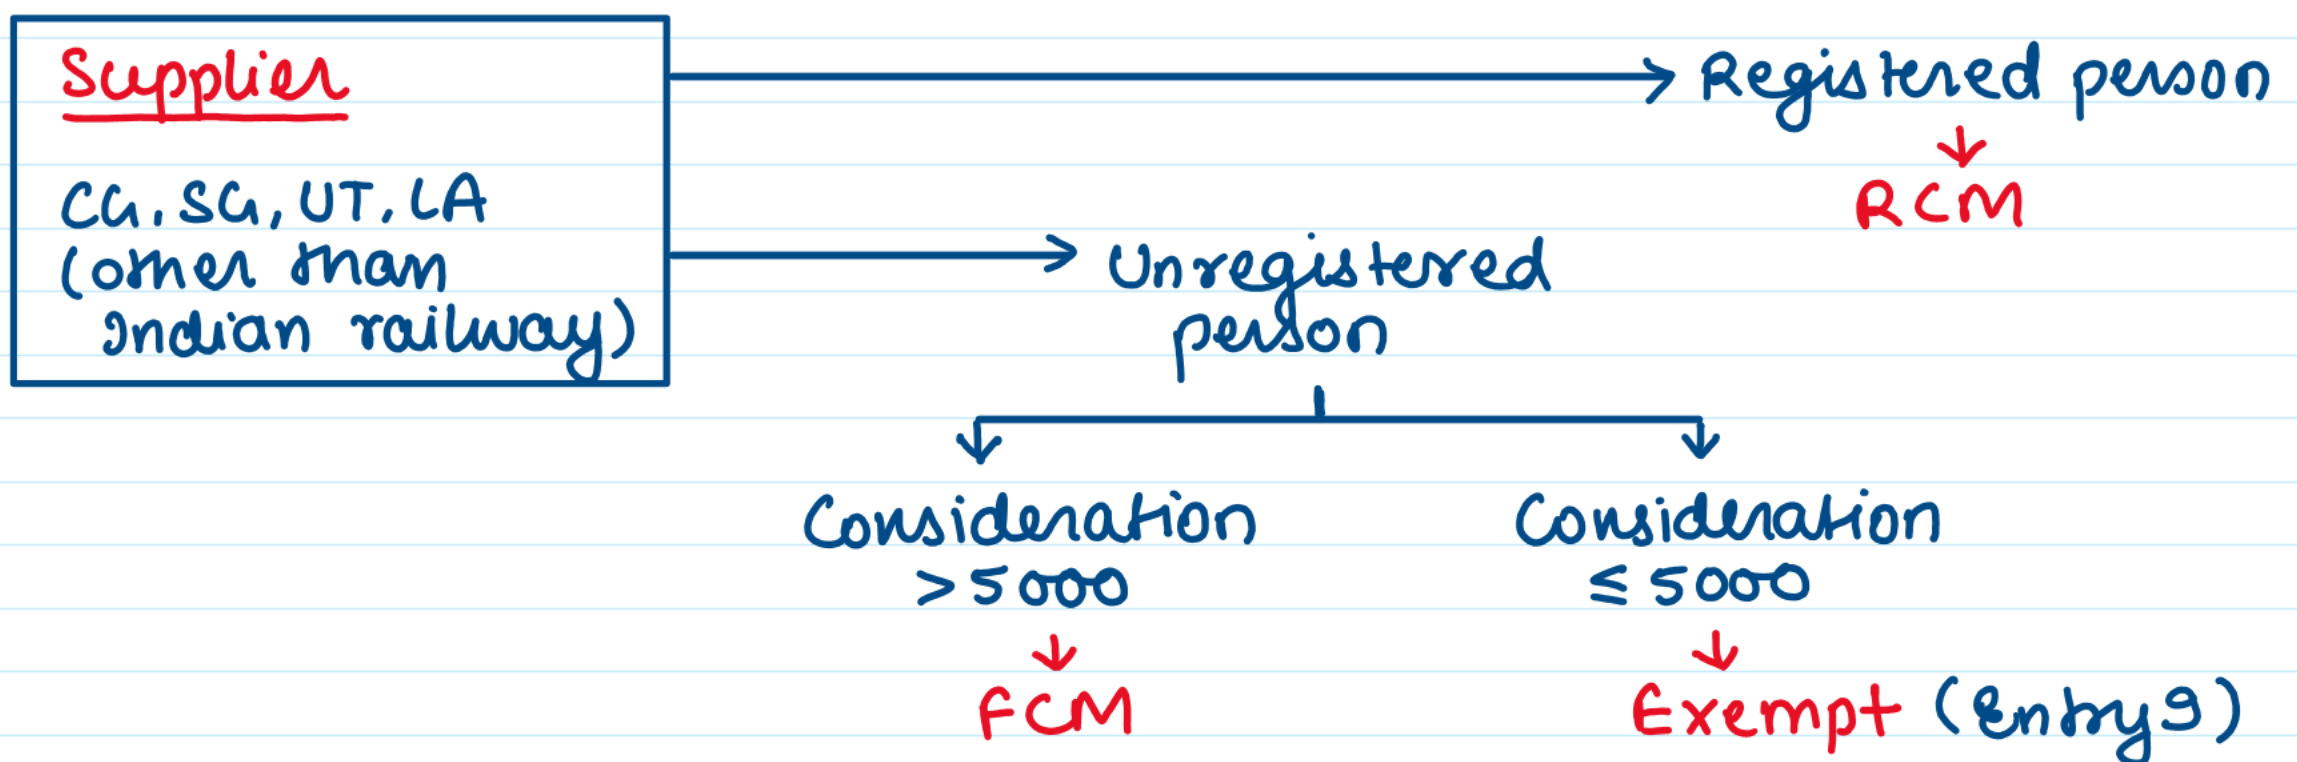 Supplier
CG, SG, UT, LA
(other than
Indian railway)
Registered person
RCM
Unregistered
person
Consideration
>5000
FCM
Consideration
≤ 5000
Exempt (Entry 9)